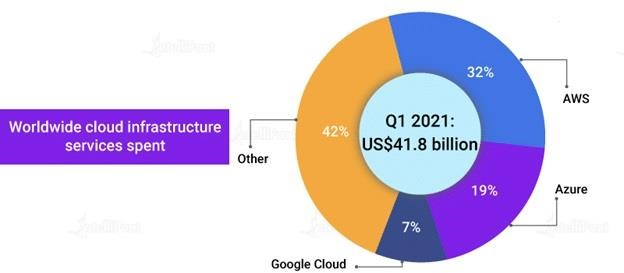 Worldwide cloud infrastructure
services spent
Q1 2021:
US$41.8 billion
32%
AWS
19%
Azure
7%
Google Cloud
42%
Other